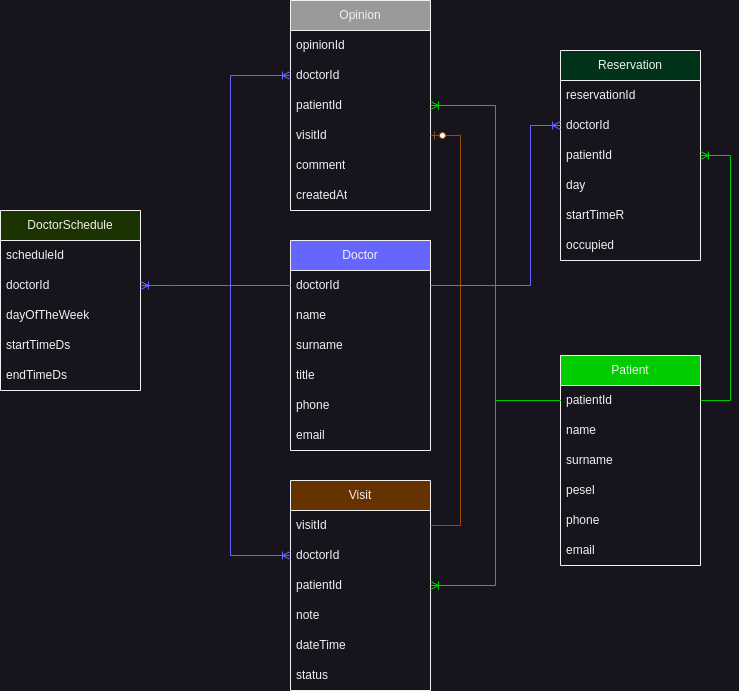 Opinion
opinionId
doctorId
patientId
visitId
comment
createdAt
Reservation
reservationId
doctorId
patientId
day
startTimeR
occupied
DoctorSchedule
scheduleId
doctorId
dayOfTheWeek
startTimeDs
endTimeDs
Doctor
doctorId
name
surname
title
phone
email
Patient
patientId
name
surname
pesel
phone
email
Visit
visitId
doctorId
patientId
note
dateTime
status